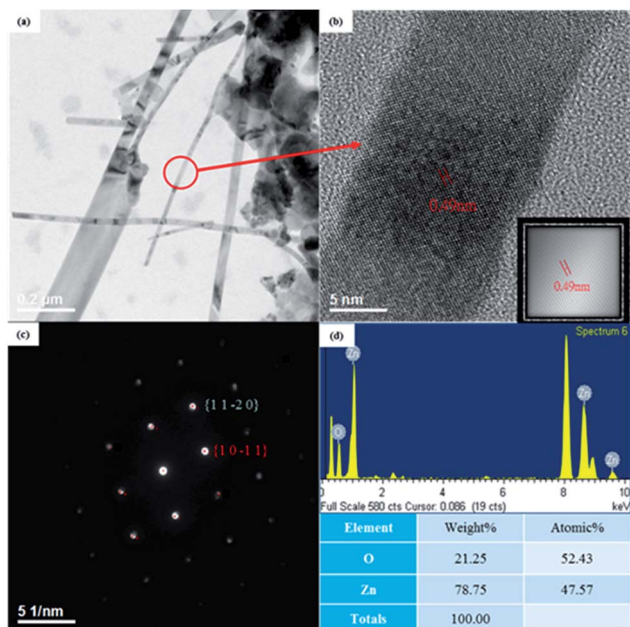 (a)
0.2 μm
(b)
0.49nm
5 nm
0.49nm
(c)
{1 1 -2 0}
{1 0 -1 1}
5 1/nm
(d)
Spectrum 6
Zn
O
Zn
Zn
Zn
0 2 4 6 8 10
Full Scale 580 cts Cursor: 0.086 (19 cts) keV
Element Weight% Atomic%
O 21.25 52.43
Zn 78.75 47.57
Totals 100.00